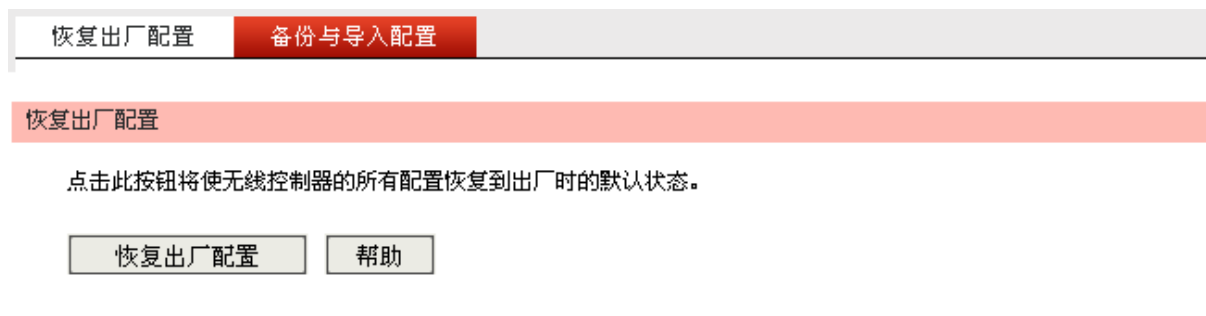 恢复出厂配置 备份与导入配置
恢复出厂配置
点击此按钮将使无线控制器的所有配置恢复到出厂时的默认状态。
恢复出厂配置 帮助